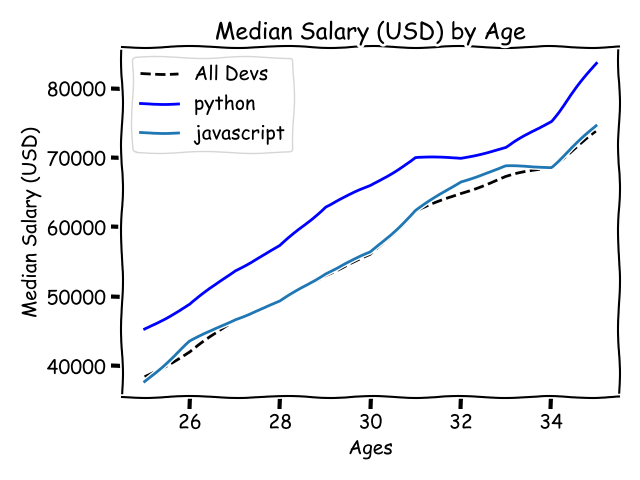 Median Salary (USD) by Age
All Devs
python
javascript
Median Salary (USD)
80000
70000
60000
50000
40000
26 28 30 32 34
Ages